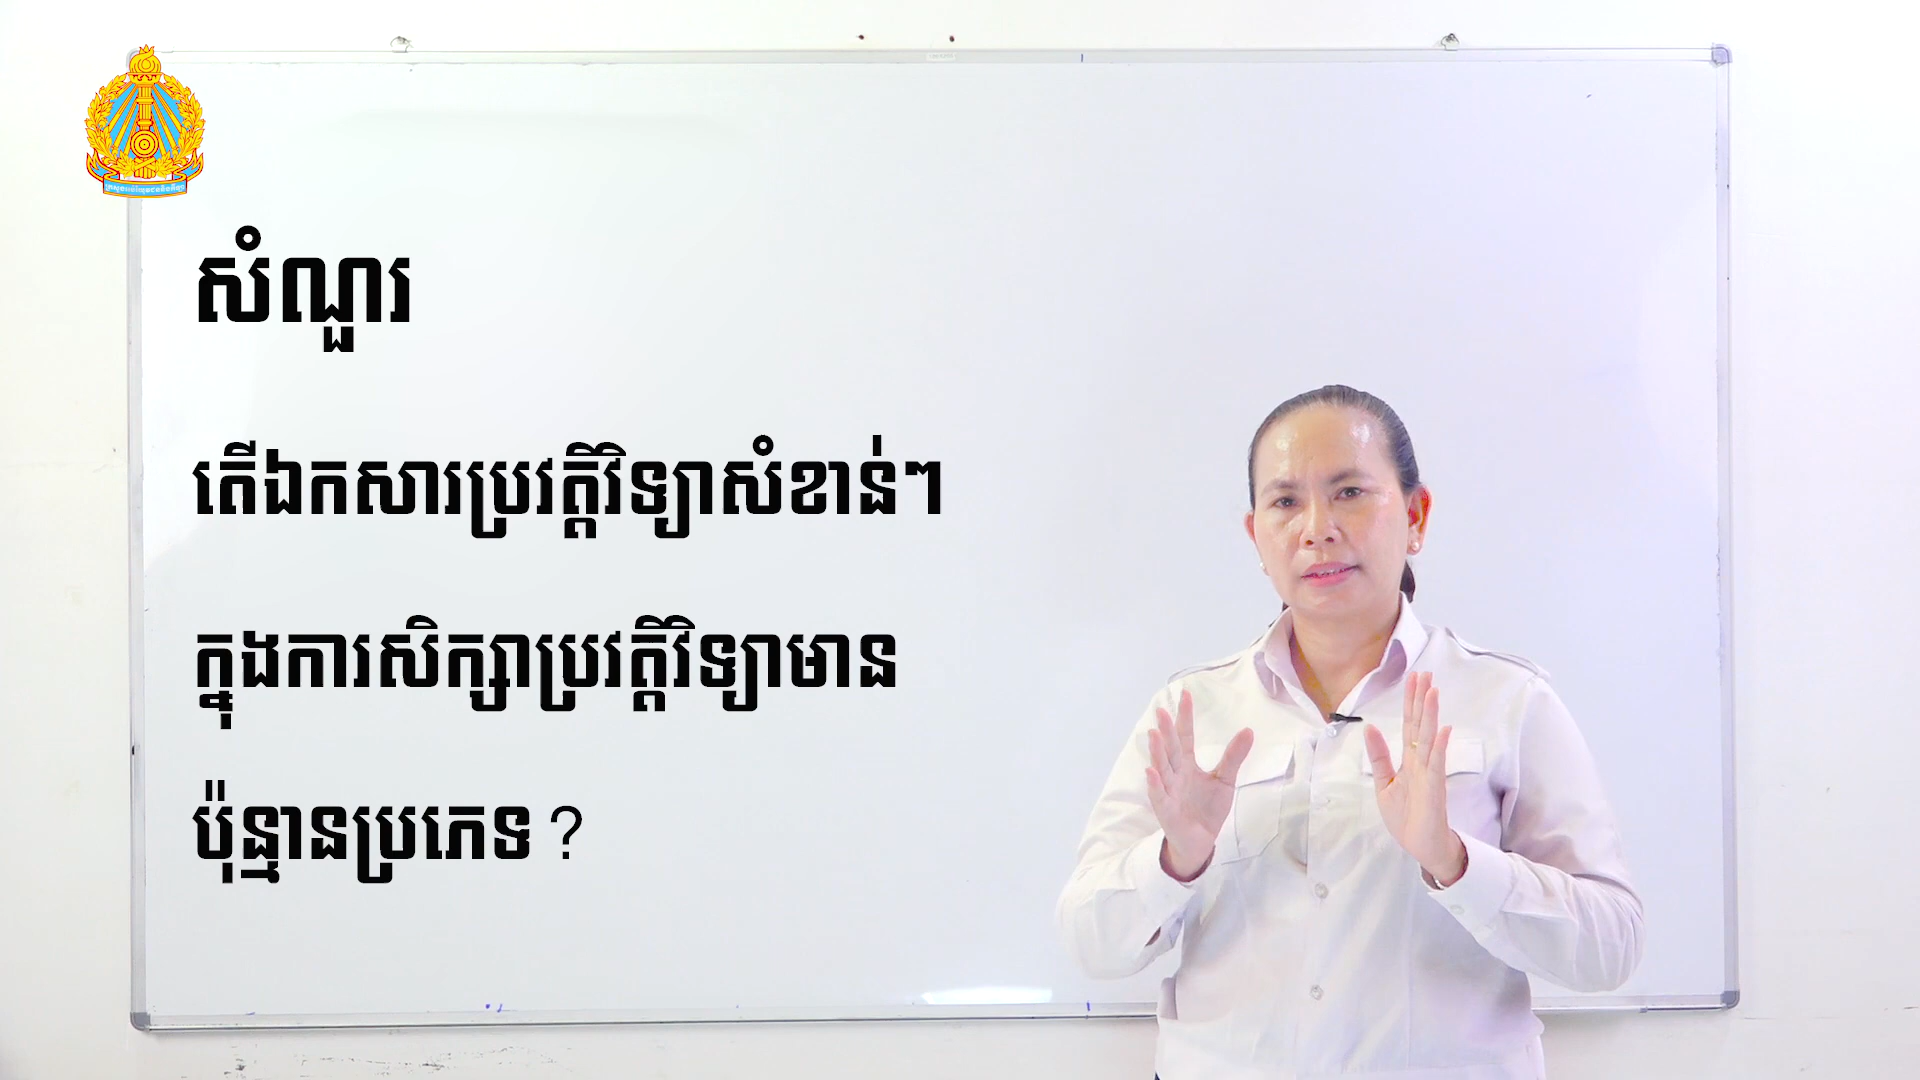 សំណួរ
តើឯកសារប្រវត្តិវិទ្យាសំខាន់ៗ
ក្នុងការសិក្សាប្រវត្តិវិទ្យាមាន
ប៉ុន្មានប្រភេទ ?